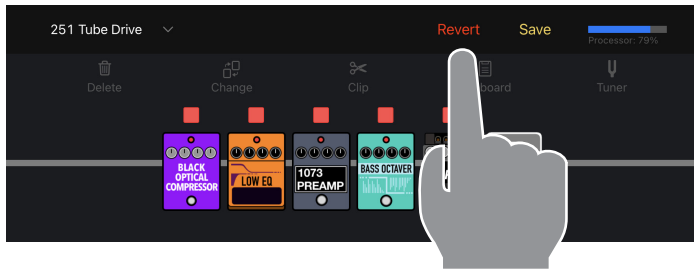 251 Tube Drive
Revert
Save
Processor: 79%
Delete
Change
Clip
board
Tuner
BLACK
OPTICAL
COMPRESSOR
LOW EQ
1073
PREAMP
BASS OCTAVER